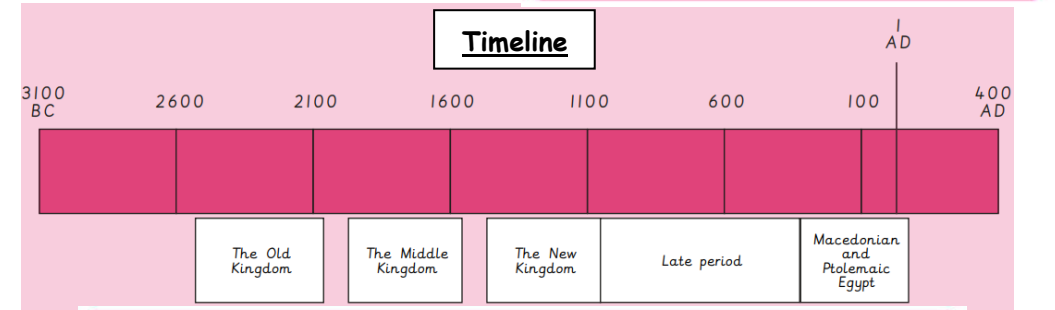 Timeline
1
AD
3100
BC
2600
2100
1600
1100
600
100
400
AD
The Old
Kingdom
The Middle
Kingdom
The New
Kingdom
Late period
Macedonian
and
Ptolemaic
Egypt